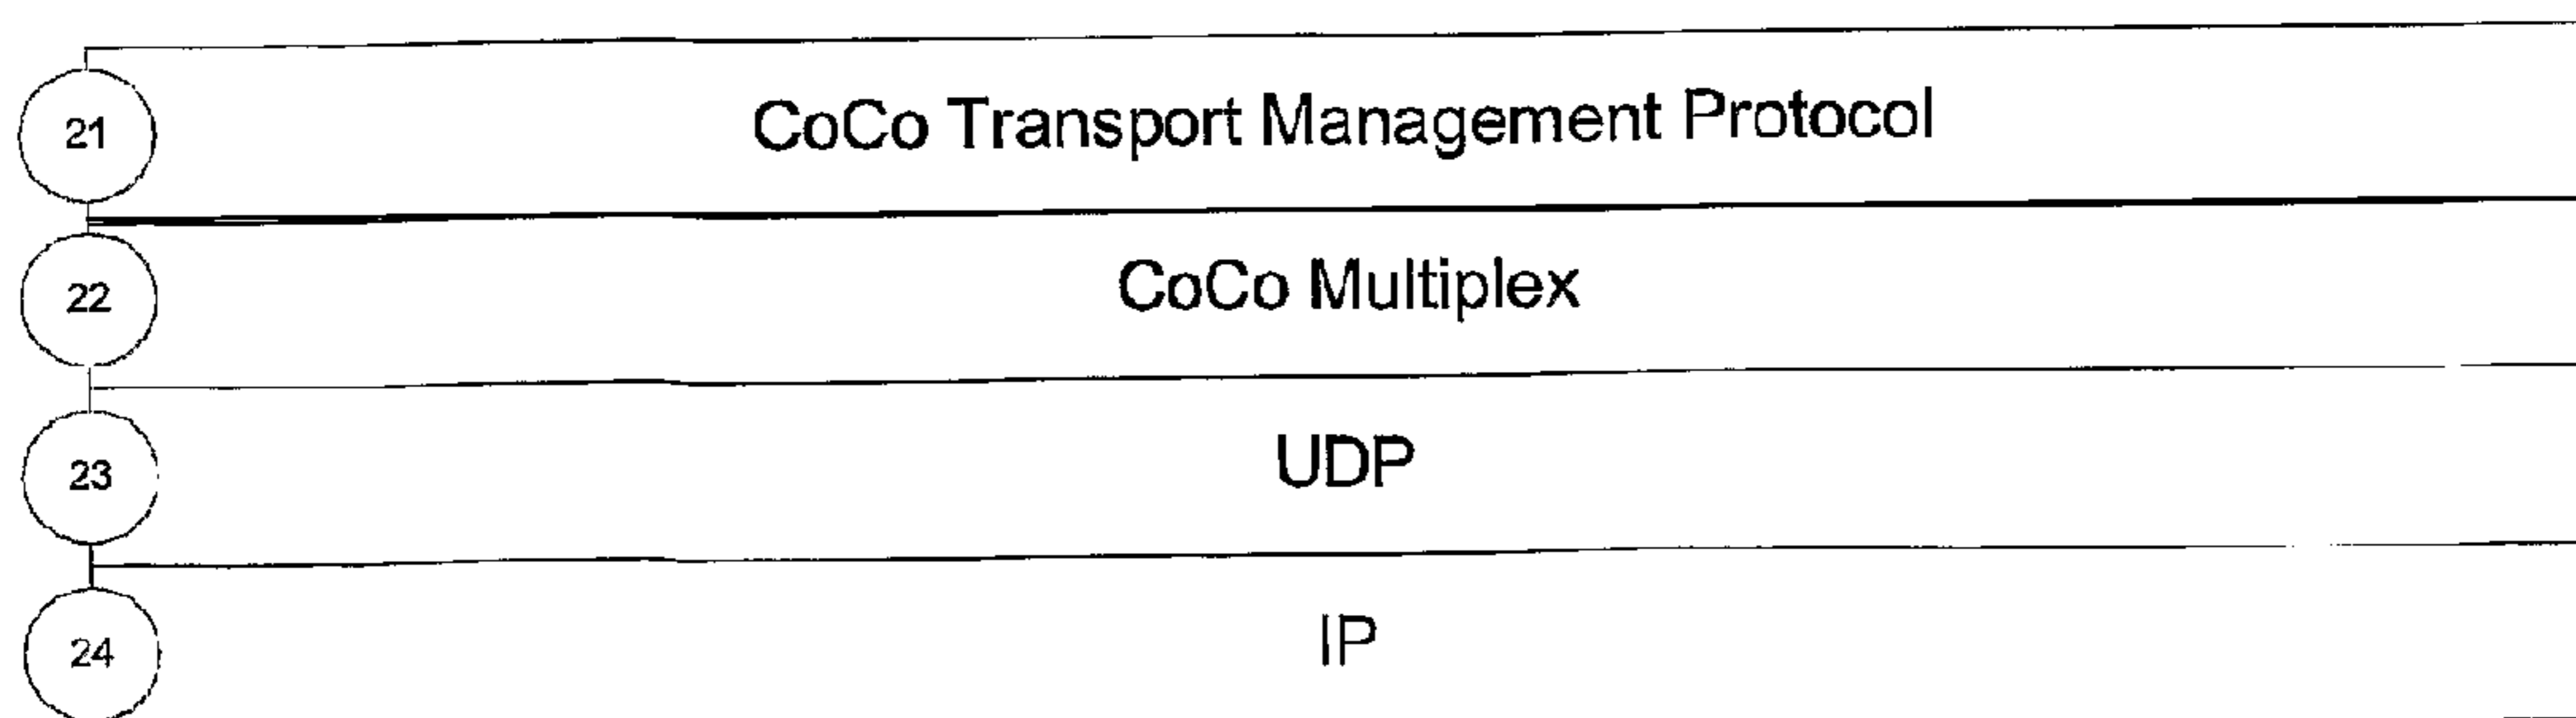 21 CoCo Transport Management Protocol
22 CoCo Multiplex
23 UDP
24 IP